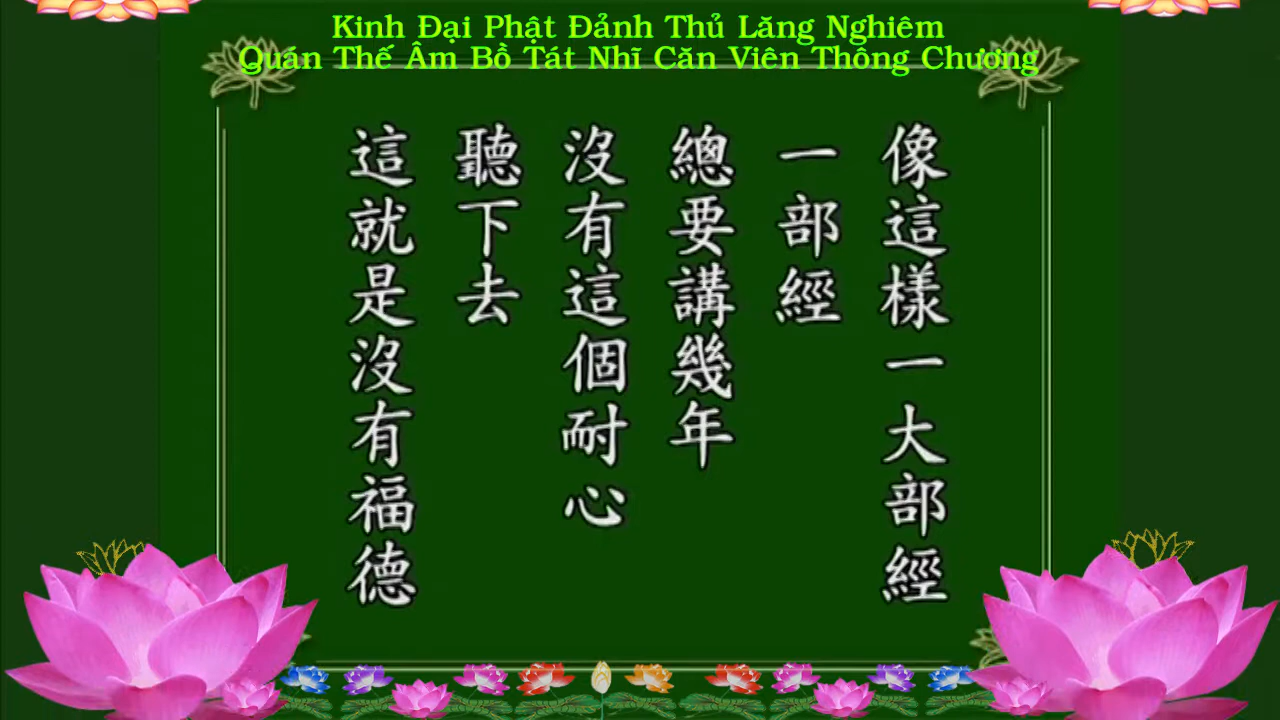 Kinh Đại Phật Đảnh Thủ Lăng Nghiêm
Quán Thế Âm Bồ Tát Nhĩ Căn Viên Thông Chương
像這樣一大部經
一部經
總要講幾年
沒有這個耐心
聽下去
這就是沒有福德